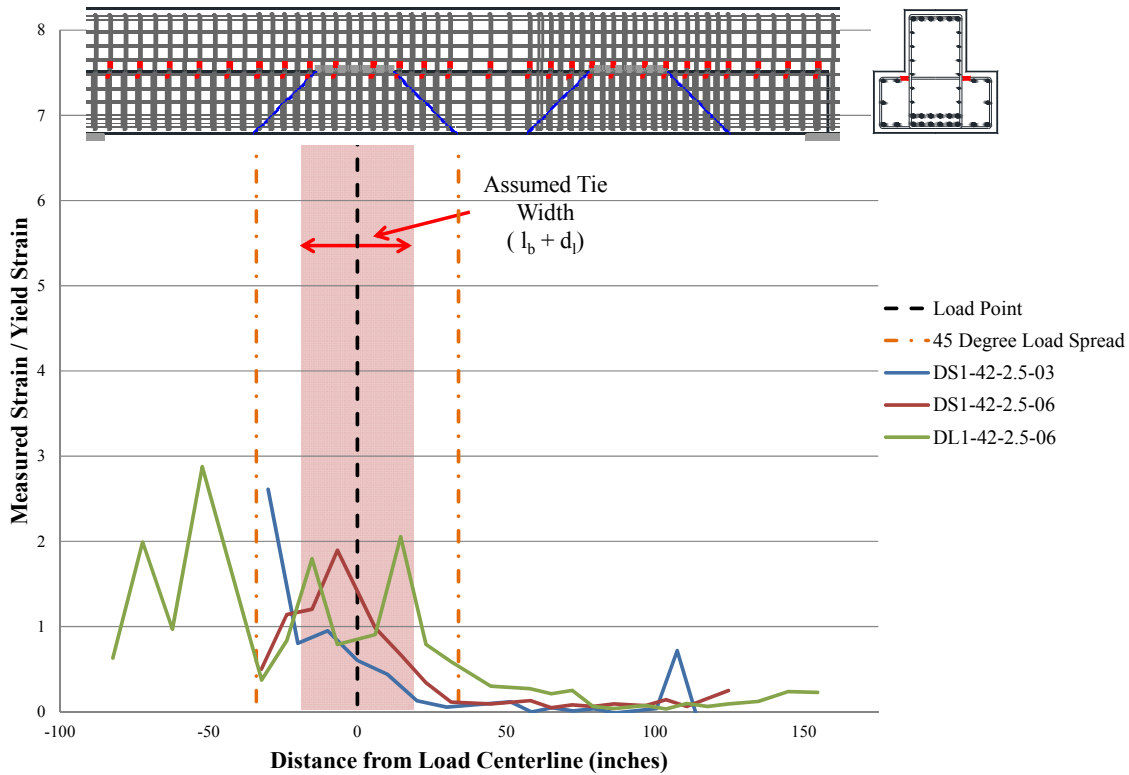 8
7
6
5
4
3
2
1
0
-100
-50
0
50
100
150
Measured Strain / Yield Strain
Distance from Load Centerline (inches)
Assumed Tie
Width
( lb + dl)
Load Point
45 Degree Load Spread
DS1-42-2.5-03
DS1-42-2.5-06
DL1-42-2.5-06